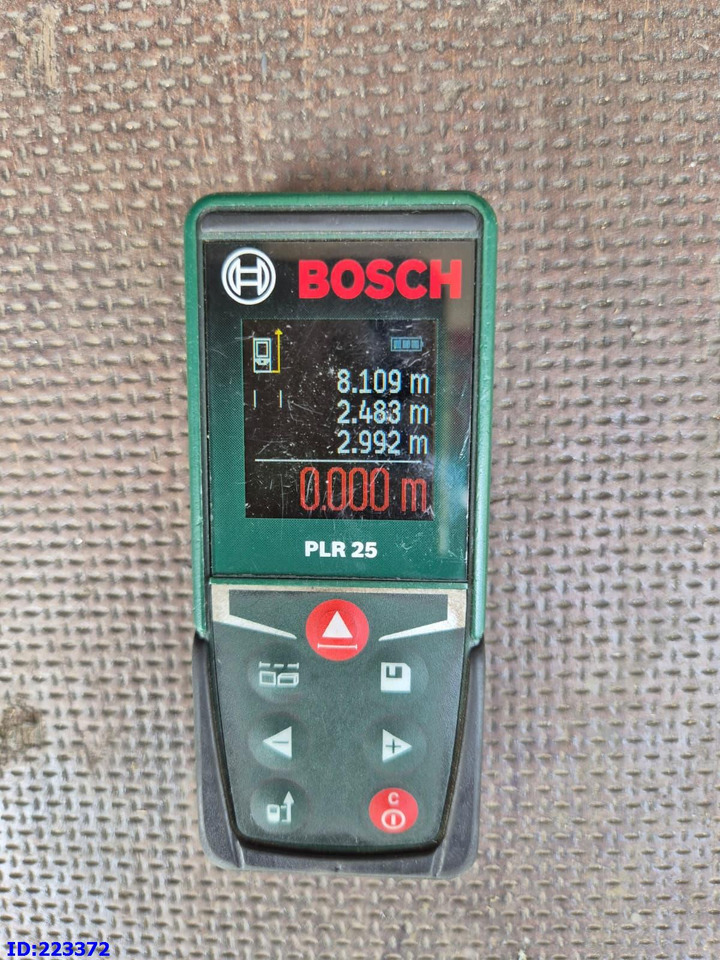 BOSCH
8.109 m
2.483 m
2.992 m
0.000 m
PLR 25
− +
C
ID:223372